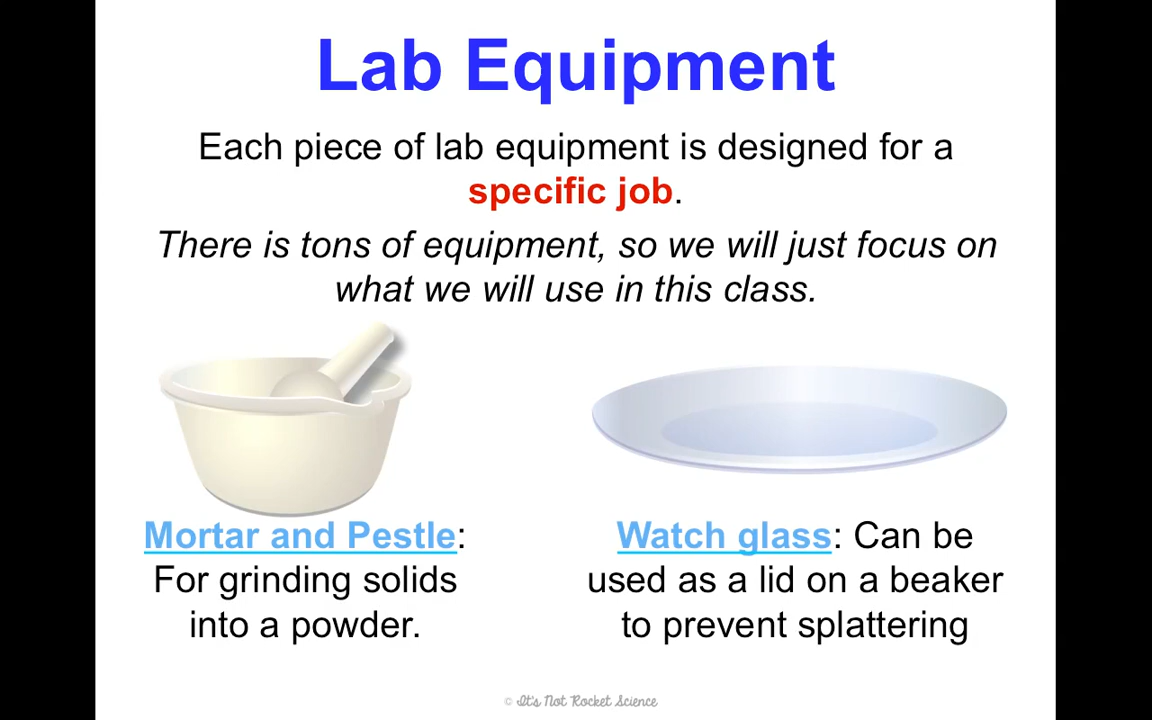 Lab Equipment
Each piece of lab equipment is designed for a
specific job.
There is tons of equipment, so we will just focus on
what we will use in this class.
Mortar and Pestle:
For grinding solids
into a powder.
Watch glass: Can be
used as a lid on a beaker
to prevent splattering
© It's Not Rocket Science